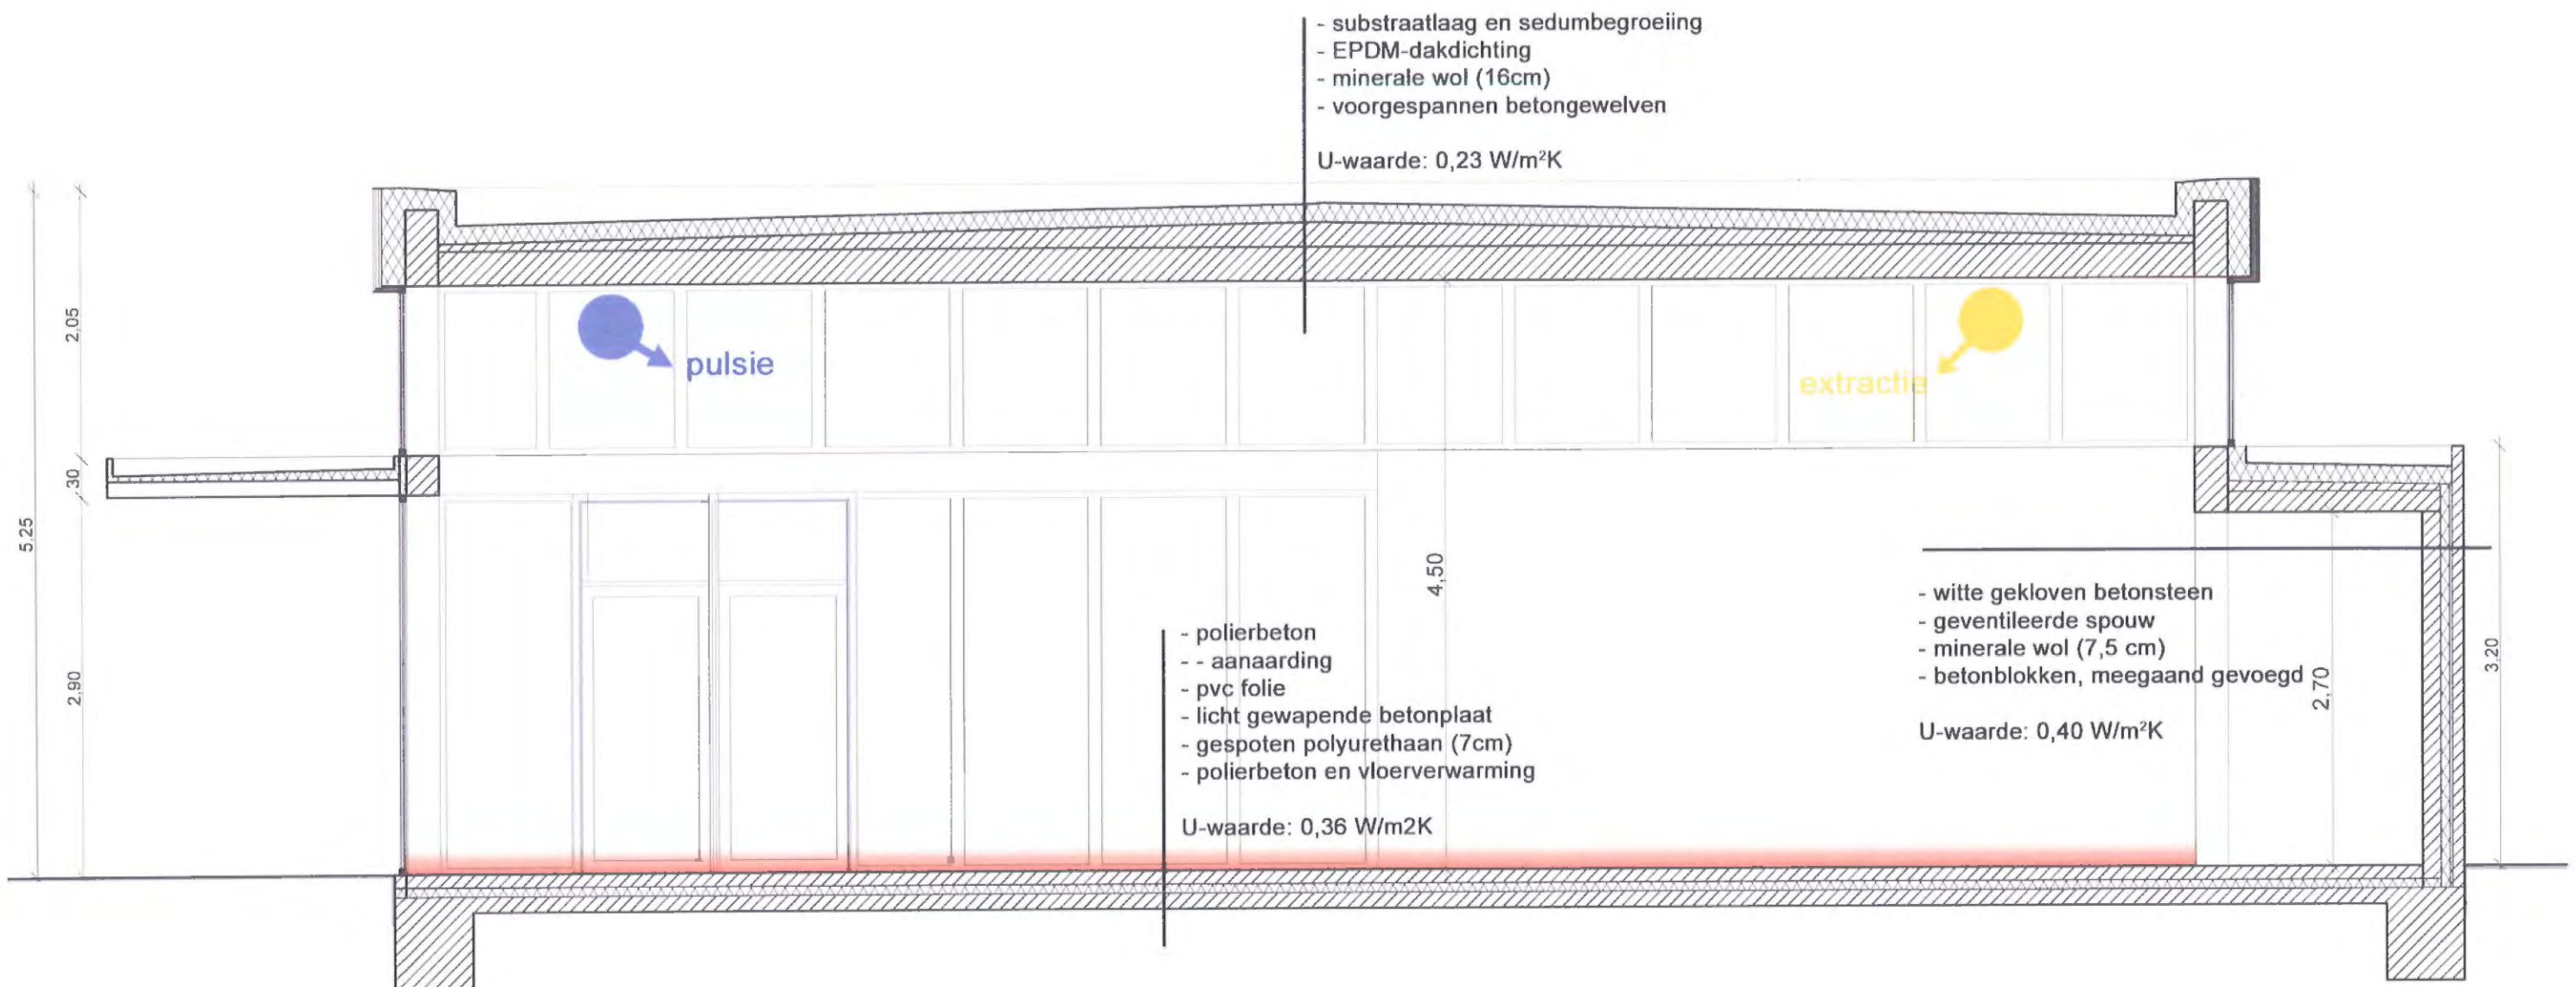 - substraatlaag en sedumbegroeiing
- EPDM-dakdichting
- minerale wol (16cm)
- voorgespannen betongewelven
U-waarde: 0,23 W/m²K
2,05
pulsie
extractie
,30
5,25
4,50
2,90
- polierbeton
- - aanaarding
- pvc folie
- licht gewapende betonplaat
- gespoten polyurethaan (7cm)
- polierbeton en vloerverwarming
U-waarde: 0,36 W/m2K
- witte gekloven betonsteen
- geventileerde spouw
- minerale wol (7,5 cm)
- betonblokken, meegaand gevoegd
U-waarde: 0,40 W/m²K
2,70
3,20